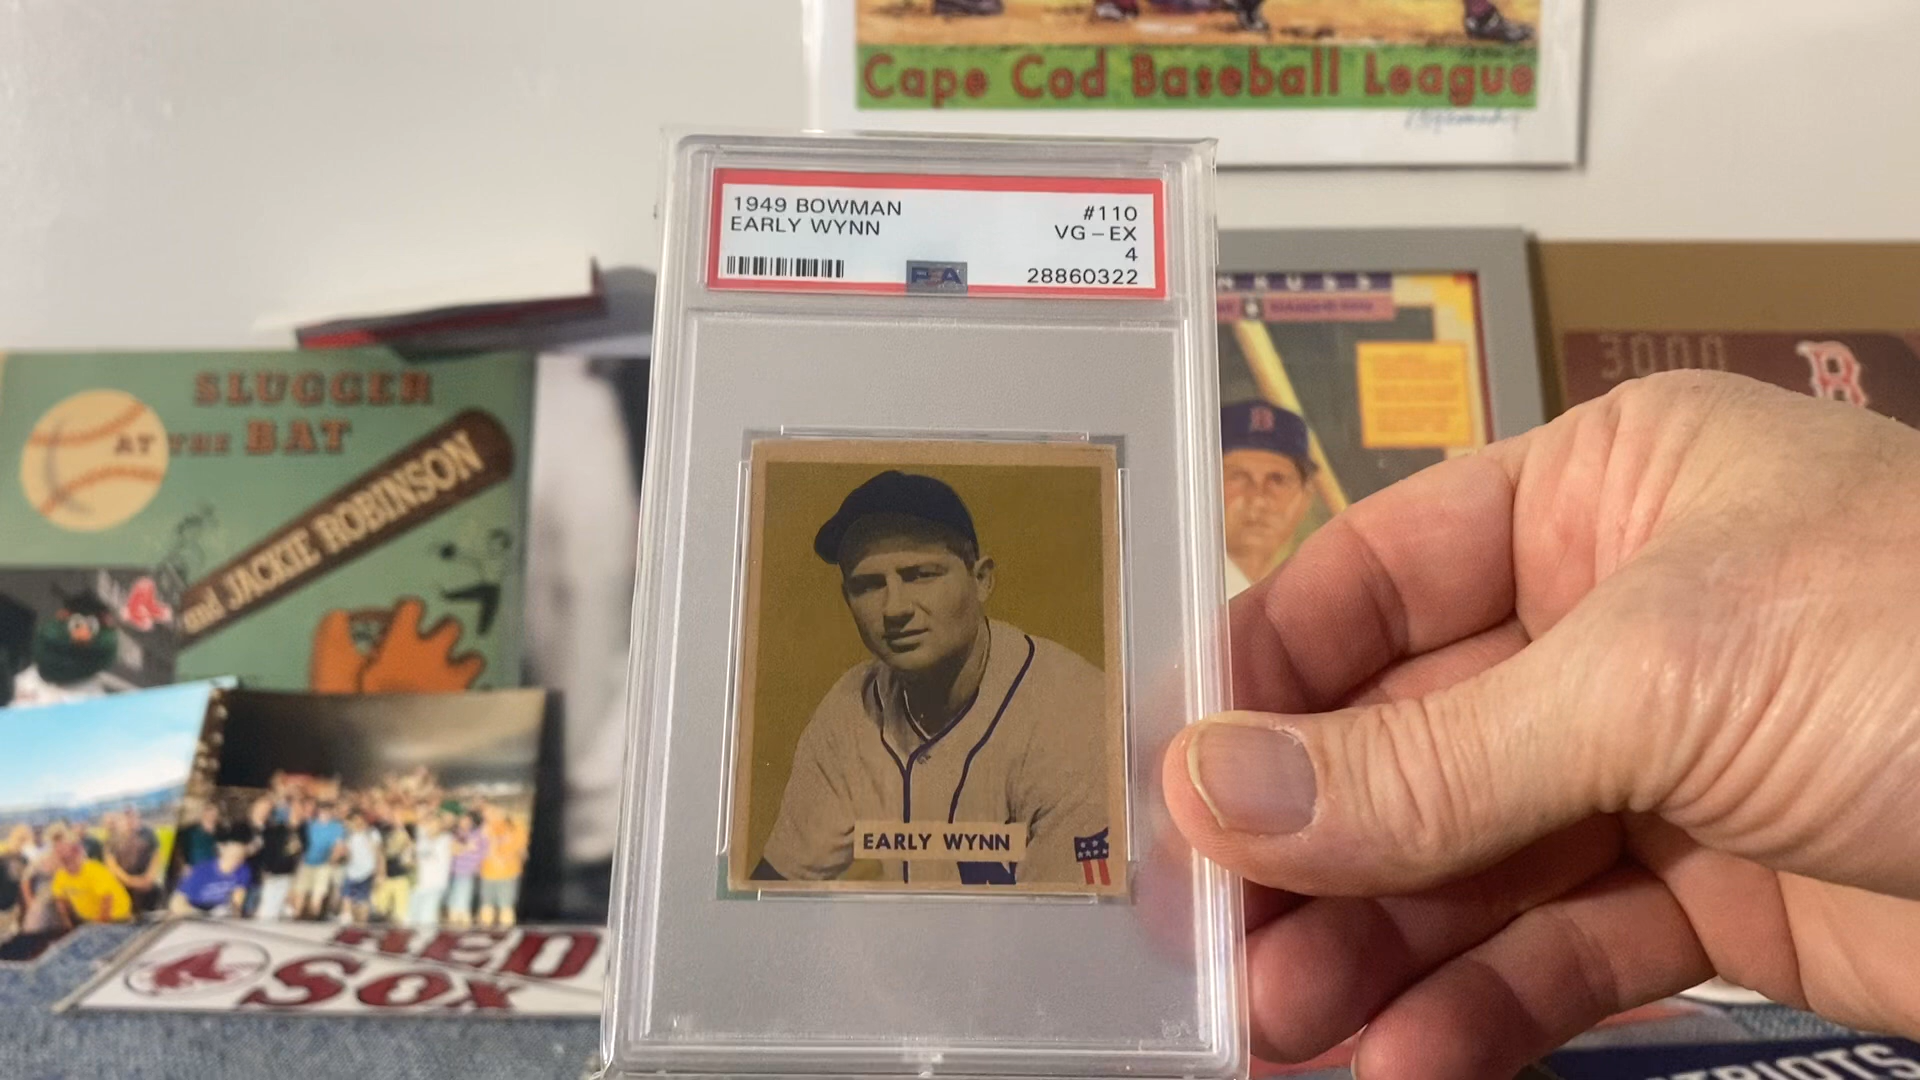 Cape Cod Baseball League
1949 BOWMAN
EARLY WYNN
#110
VG-EX
4
28860322
PSA
SLUGGER
AT THE BAT
and JACKIE ROBINSON
3000
B
B
EARLY WYNN
RED
SOX
PATRIOTS